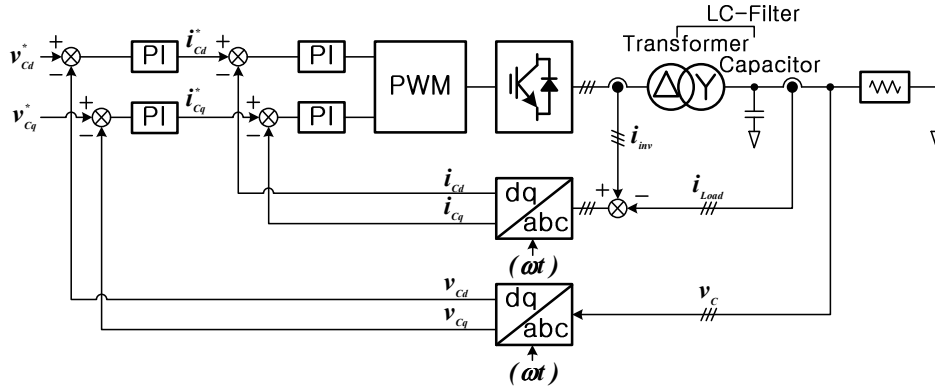 LC-Filter
Transformer
Capacitor
v*Cd
+
−
PI
i*Cd
+
−
PI
PWM
Δ
Y
v*Cq
+
−
PI
i*Cq
+
−
PI
iinv
iCd
iCq
dq
abc
+
−
iLoad
(ωt)
vCd
vCq
dq
abc
vC
(ωt)